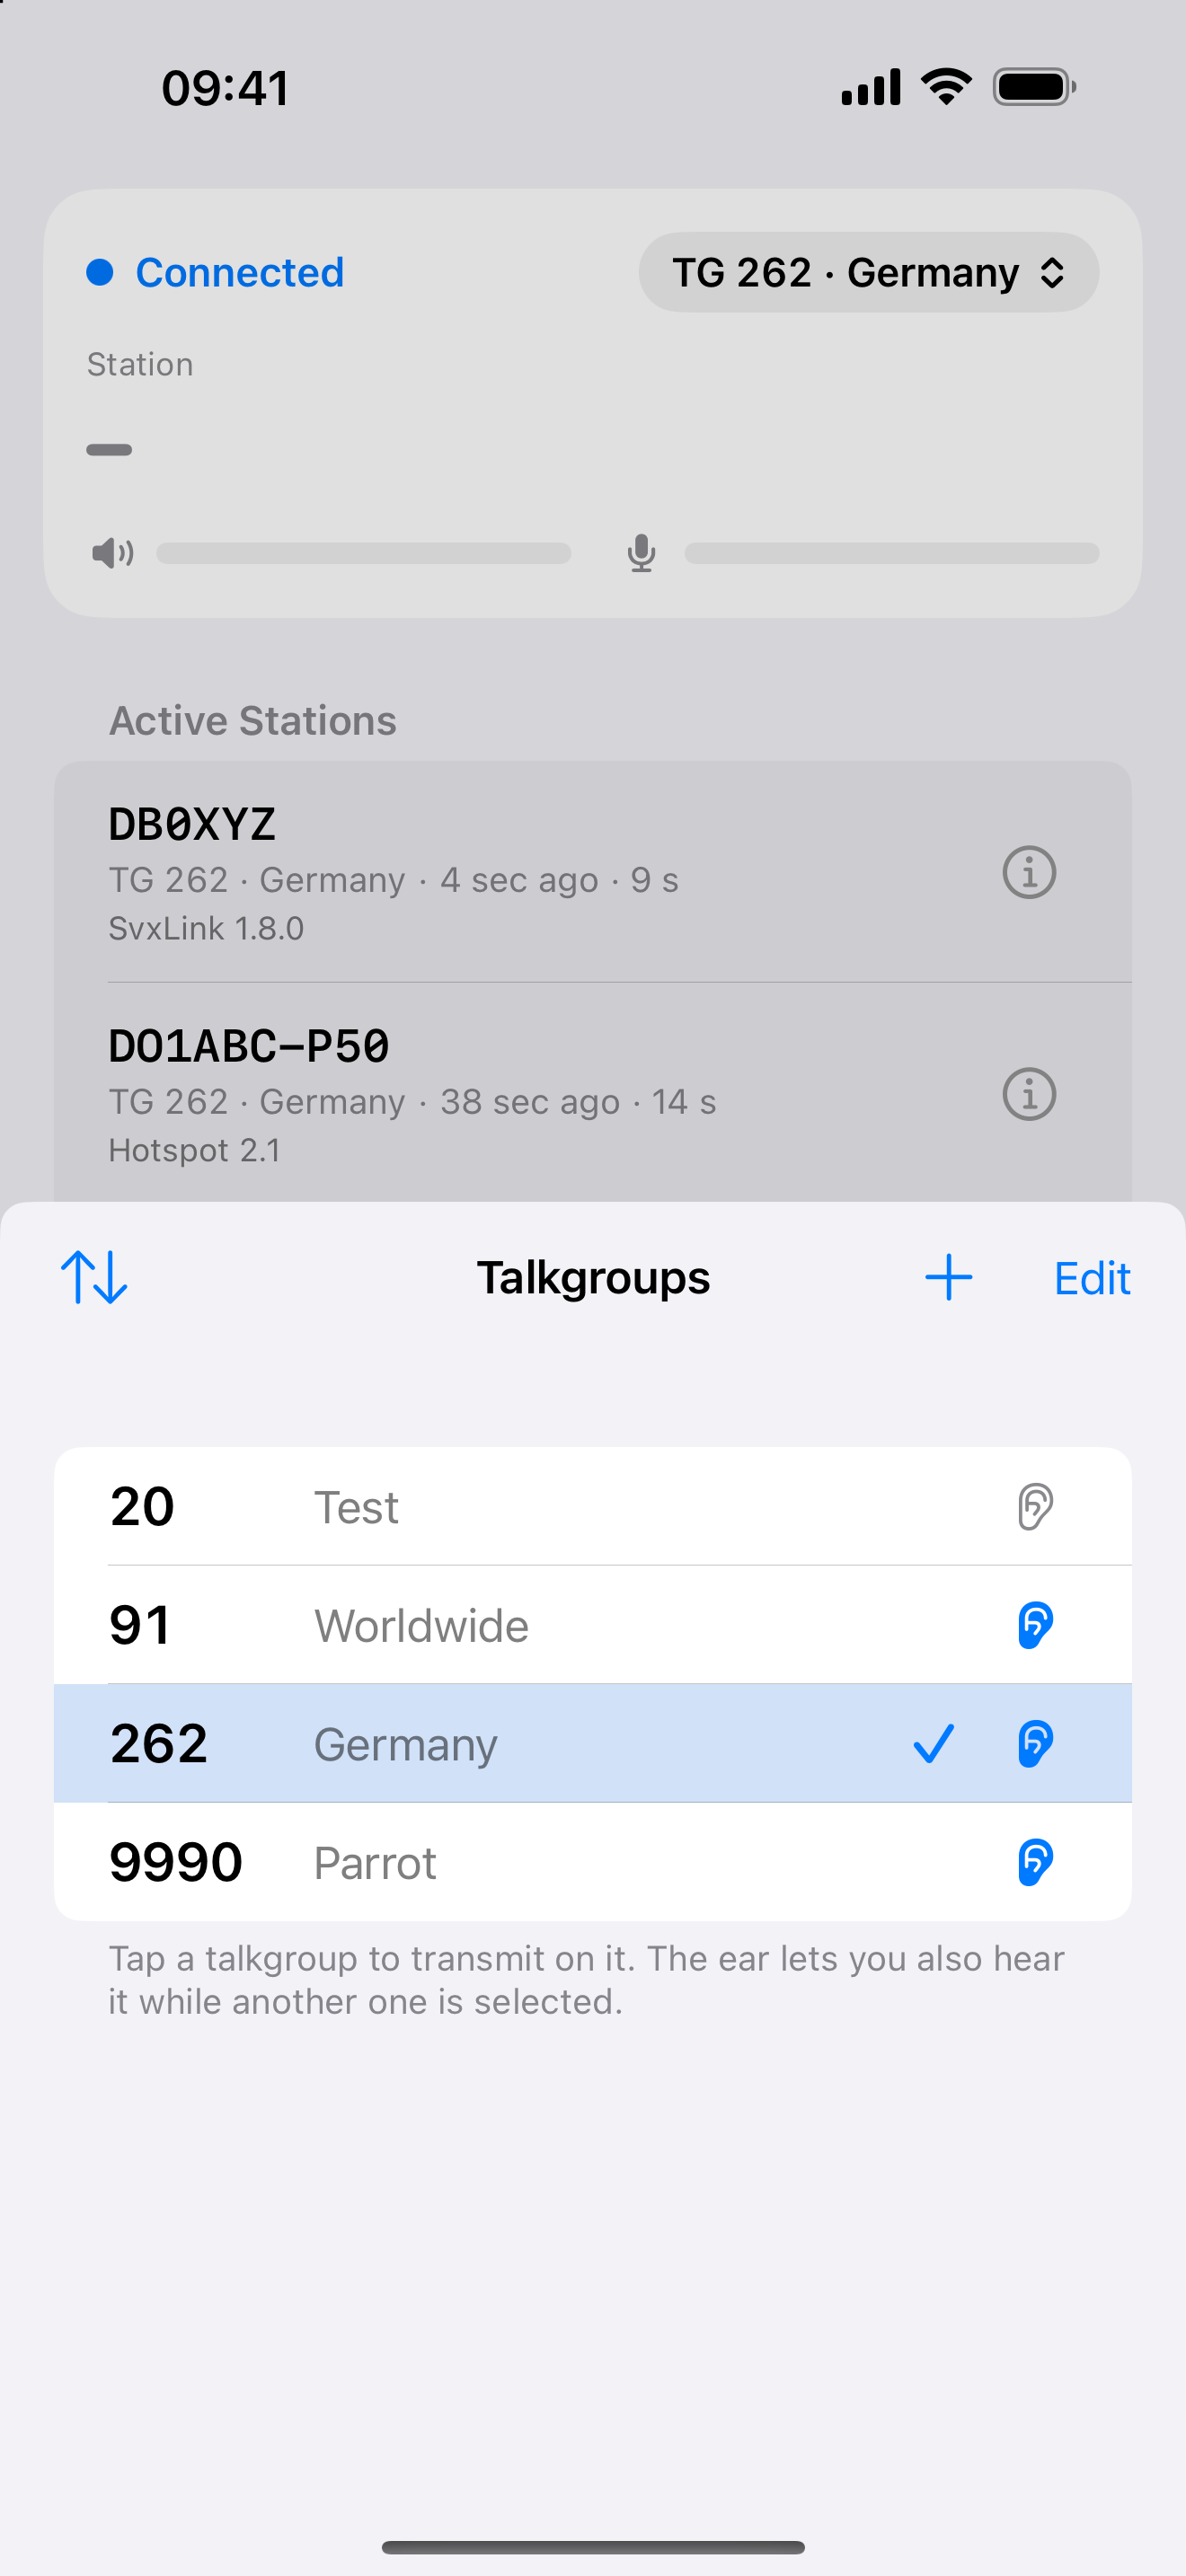 09:41
Connected
TG 262 · Germany
Station
–
Active Stations
DB0XYZ
TG 262 · Germany · 4 sec ago · 9 s
SvxLink 1.8.0
DO1ABC-P50
TG 262 · Germany · 38 sec ago · 14 s
Hotspot 2.1
Talkgroups
Edit
20 Test
91 Worldwide
262 Germany
9990 Parrot
Tap a talkgroup to transmit on it. The ear lets you also hear
it while another one is selected.